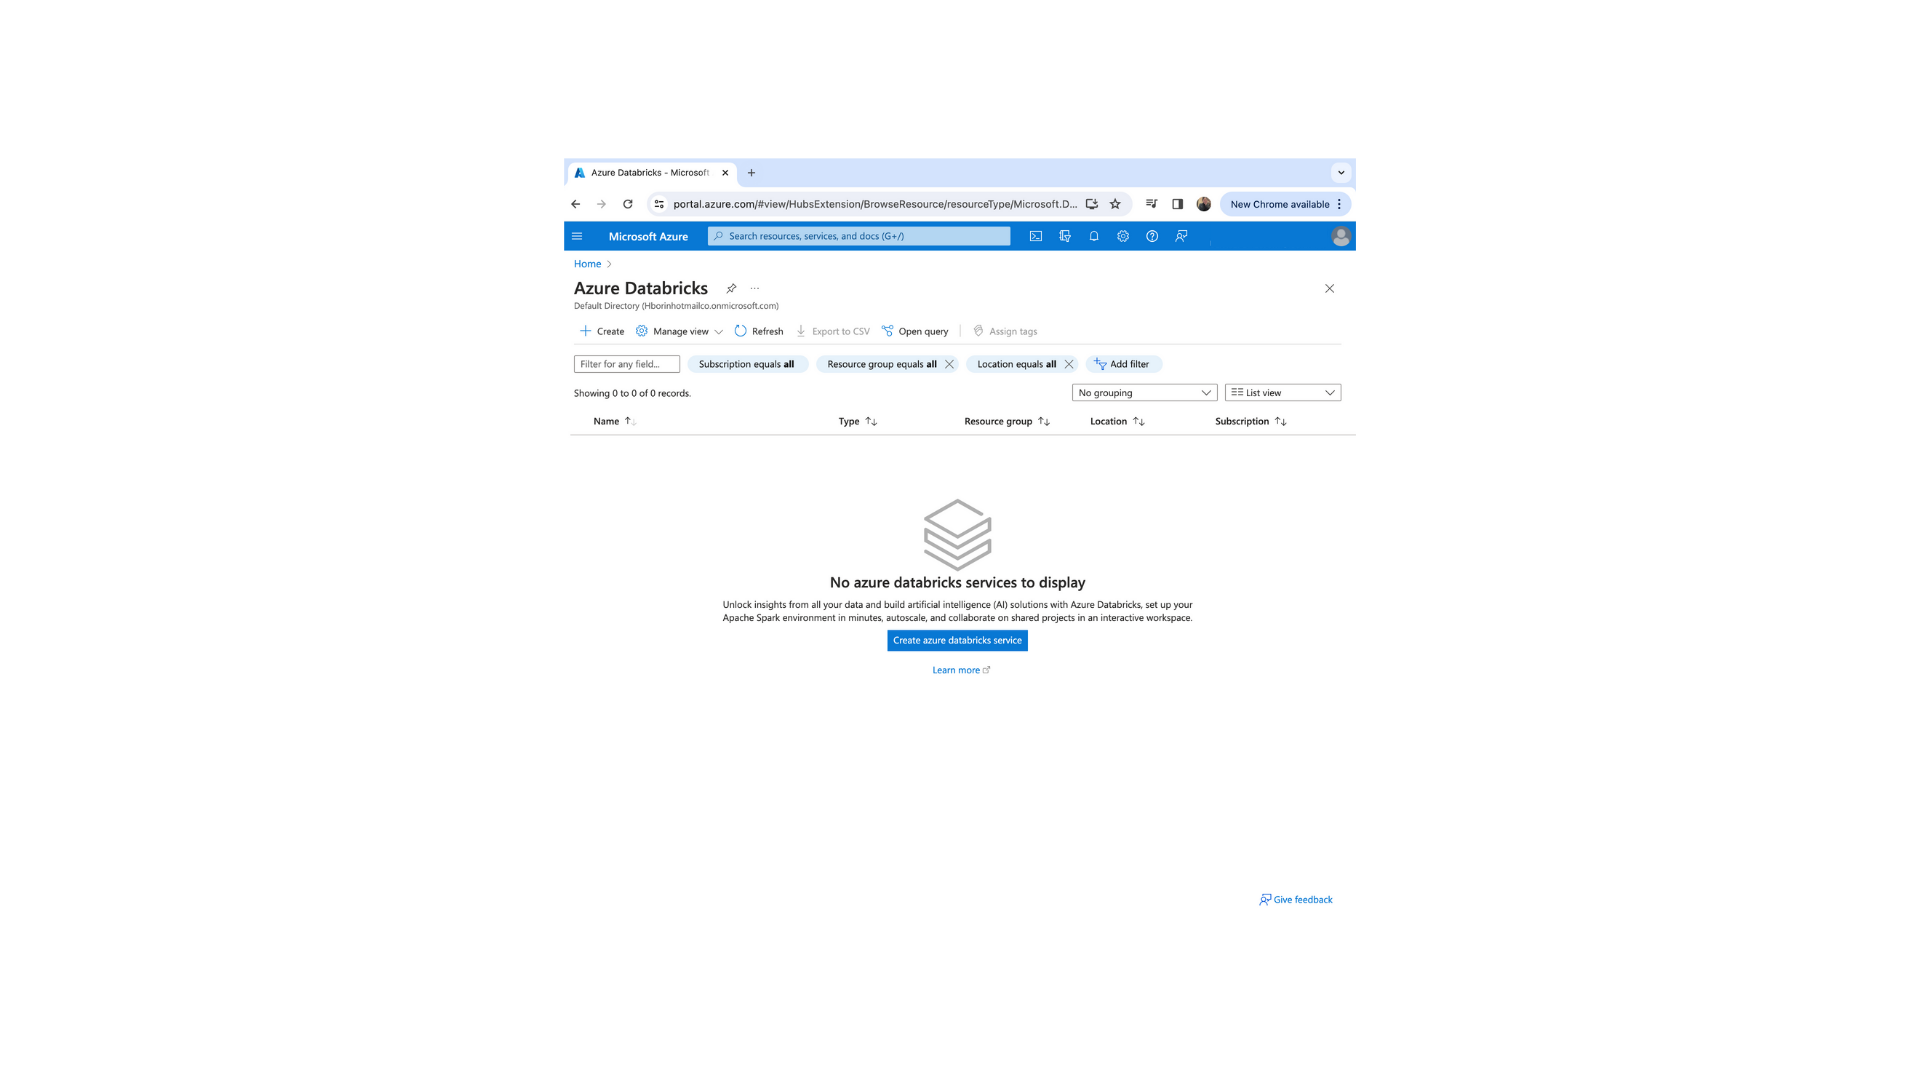 Azure Databricks - Microsoft
portal.azure.com/#view/HubsExtension/BrowseResource/resourceType/Microsoft.D...
New Chrome available
Microsoft Azure
Search resources, services, and docs (G+/)
Home
Azure Databricks
Default Directory (Hborinhotmailco.onmicrosoft.com)
Create Manage view Refresh Export to CSV Open query Assign tags
Filter for any field... Subscription equals all Resource group equals all Location equals all Add filter
Showing 0 to 0 of 0 records. No grouping List view
Name Type Resource group Location Subscription
No azure databricks services to display
Unlock insights from all your data and build artificial intelligence (AI) solutions with Azure Databricks, set up your
Apache Spark environment in minutes, autoscale, and collaborate on shared projects in an interactive workspace.
Create azure databricks service
Learn more
Give feedback